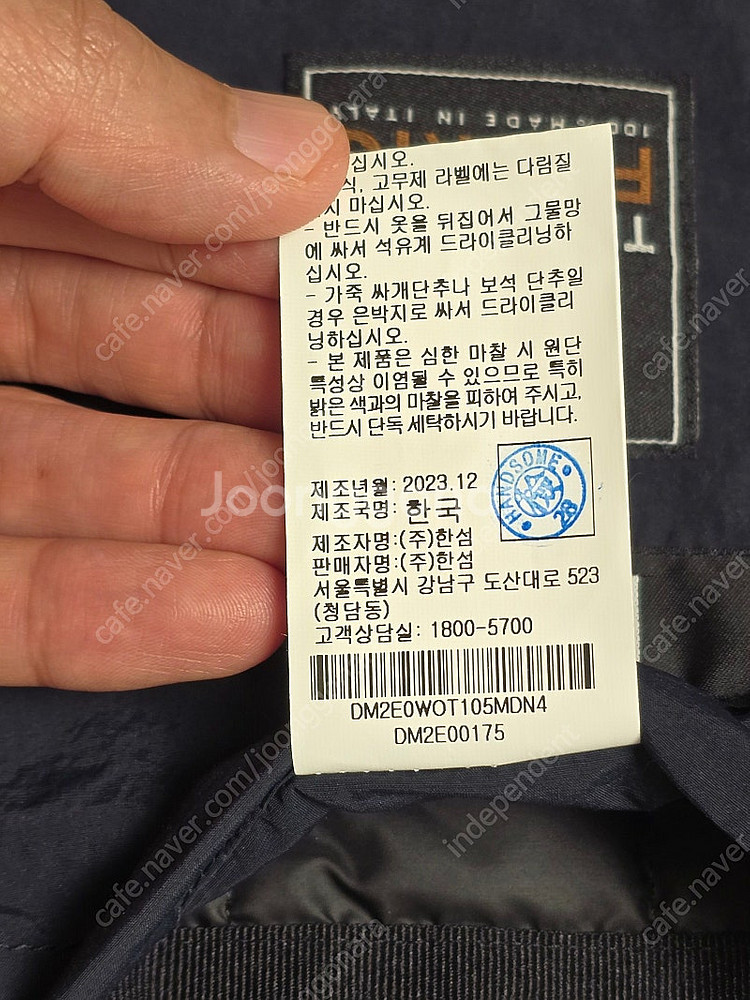 십시오.
식, 고무제 라벨에는 다림질
시 마십시오.
- 반드시 옷을 뒤집어서 그물망
에 싸서 석유계 드라이클리닝하
십시오.
- 가죽 싸개단추나 보석 단추일
경우 은박지로 싸서 드라이클리
닝하십시오.
- 본 제품은 심한 마찰 시 원단
특성상 이염될 수 있으므로 특히
밝은 색과의 마찰을 피하여 주시고,
반드시 단독 세탁하시기 바랍니다.
제조년월: 2023.12
제조국명: 한국
제조자명:(주)한섬
판매자명:(주)한섬
서울특별시 강남구 도산대로 523
(청담동)
고객상담실: 1800-5700
DM2E0WOT105MDN4
DM2E00175
HANDSOME
28
100% MADE IN ITALY
cafe.naver.com/joonggonara
independent